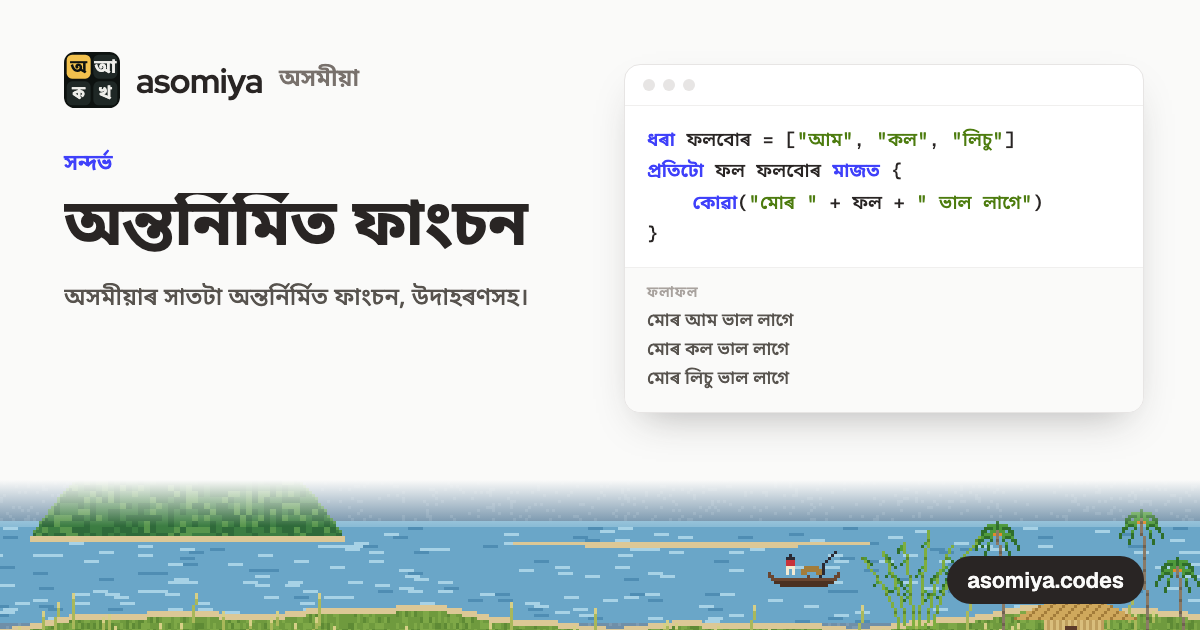 অ আ
ক খ
asomiya অসমীয়া
সন্দৰ্ভ
অন্তৰ্নিৰ্মিত ফাংচন
অসমীয়াৰ সাতটা অন্তৰ্নিৰ্মিত ফাংচন, উদাহৰণসহ।
ধৰা ফলবোৰ = ["আম", "কল", "লিচু"]
প্ৰতিটো ফল ফলবোৰ মাজত {
    কোৱা("মোৰ " + ফল + " ভাল লাগে")
}
ফলাফল
মোৰ আম ভাল লাগে
মোৰ কল ভাল লাগে
মোৰ লিচু ভাল লাগে
asomiya.codes